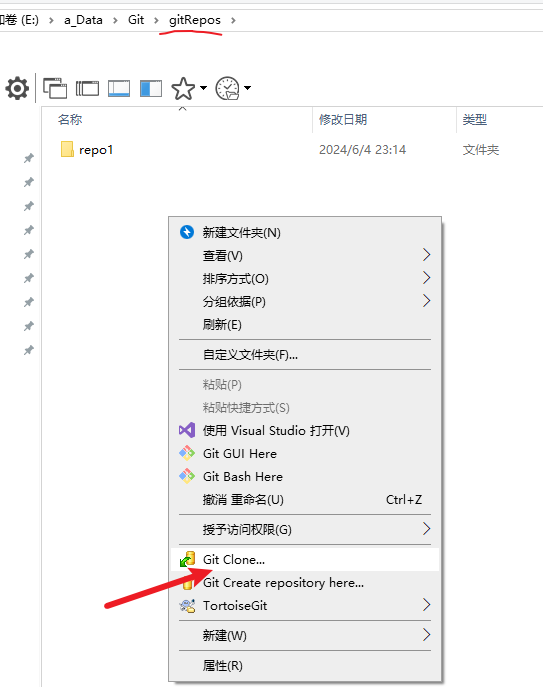 卷 (E:) › a_Data › Git › gitRepos ›
名称 修改日期 类型
repo1 2024/6/4 23:14 文件夹
新建文件夹(N)
查看(V)
排序方式(O)
分组依据(P)
刷新(E)
自定义文件夹(F)...
粘贴(P)
粘贴快捷方式(S)
使用 Visual Studio 打开(V)
Git GUI Here
Git Bash Here
撤消 重命名(U) Ctrl+Z
授予访问权限(G)
Git Clone...
Git Create repository here...
TortoiseGit
新建(W)
属性(R)